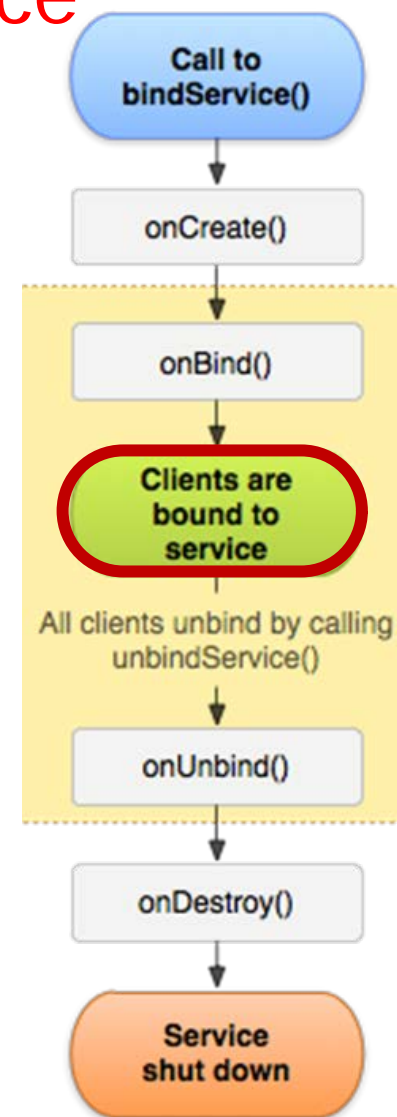 Call to
bindService()
onCreate()
onBind()
Clients are
bound to
service
All clients unbind by calling
unbindService()
onUnbind()
onDestroy()
Service
shut down